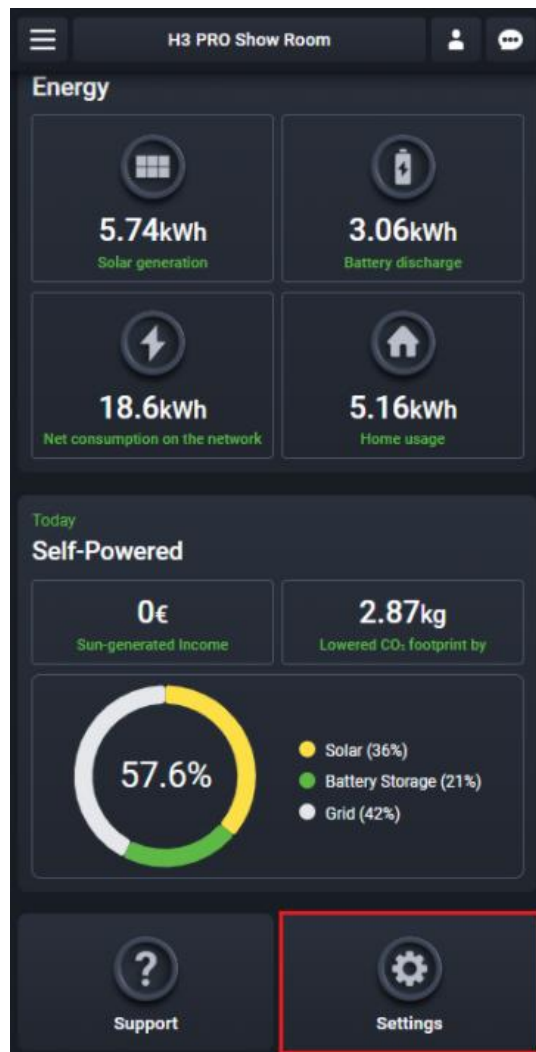 H3 PRO Show Room
Energy
5.74kWh
Solar generation
3.06kWh
Battery discharge
18.6kWh
Net consumption on the network
5.16kWh
Home usage
Today
Self-Powered
0€
Sun-generated Income
2.87kg
Lowered CO₂ footprint by
57.6%
Solar (36%)
Battery Storage (21%)
Grid (42%)
?
Support
Settings